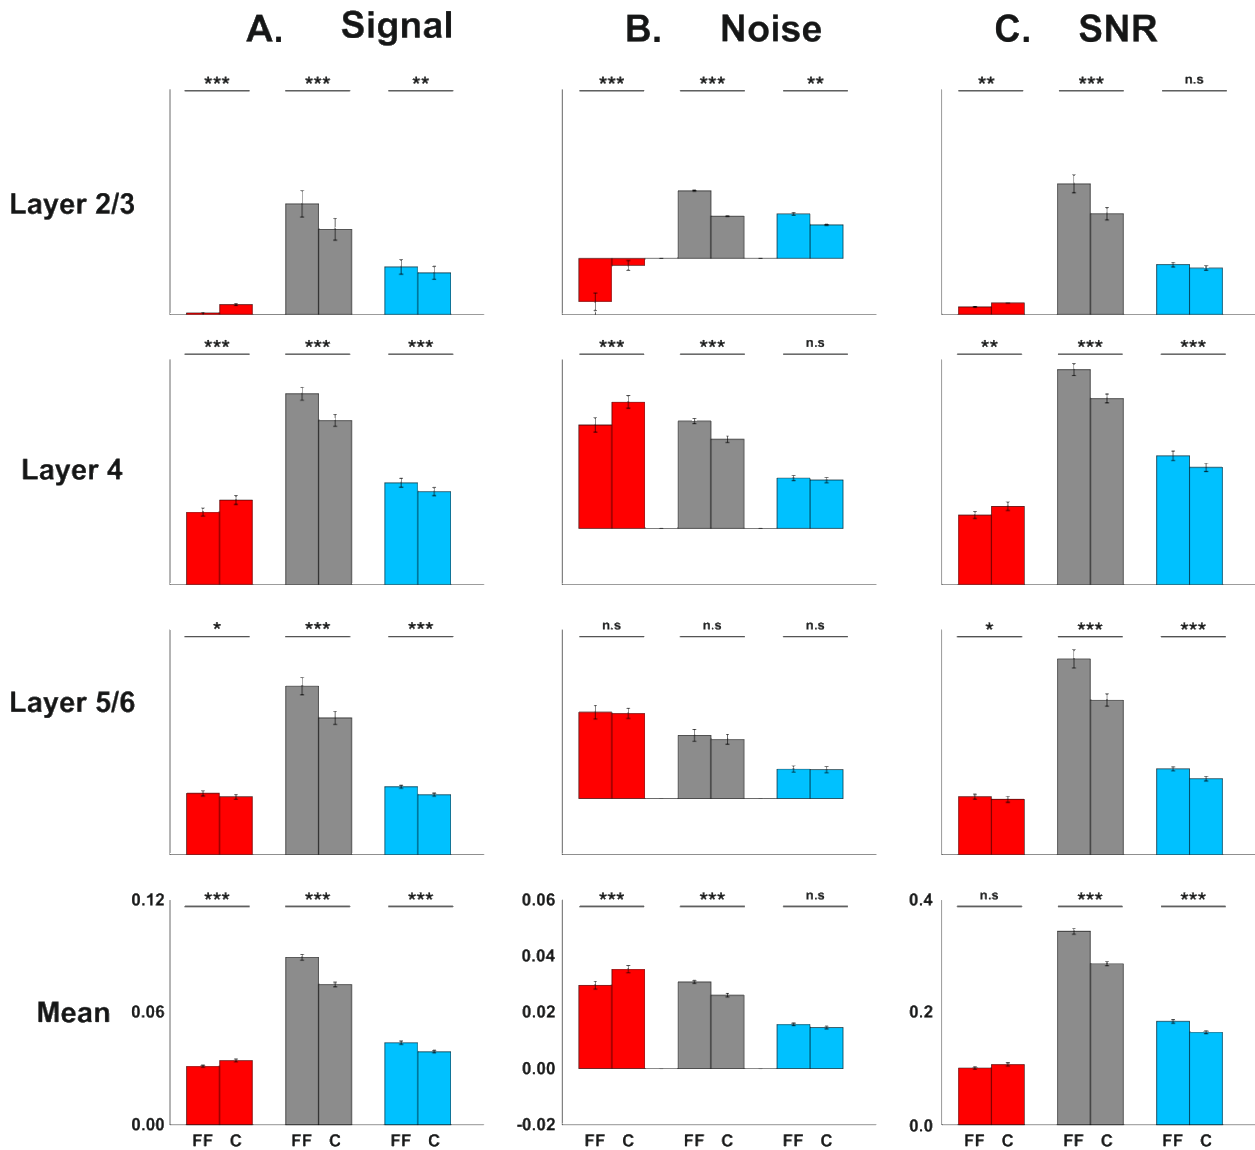 A. Signal B. Noise C. SNR
*** *** ** *** *** ** ** *** n.s
Layer 2/3
*** *** *** *** *** n.s ** *** ***
Layer 4
* *** *** n.s n.s n.s * *** ***
Layer 5/6
*** *** *** *** *** n.s n.s *** ***
0.12 0.06 0.4
0.04
Mean 0.06 0.02 0.2
0.00
0.00 -0.02 0.0
FF C FF C FF C FF C FF C FF C FF C FF C FF C